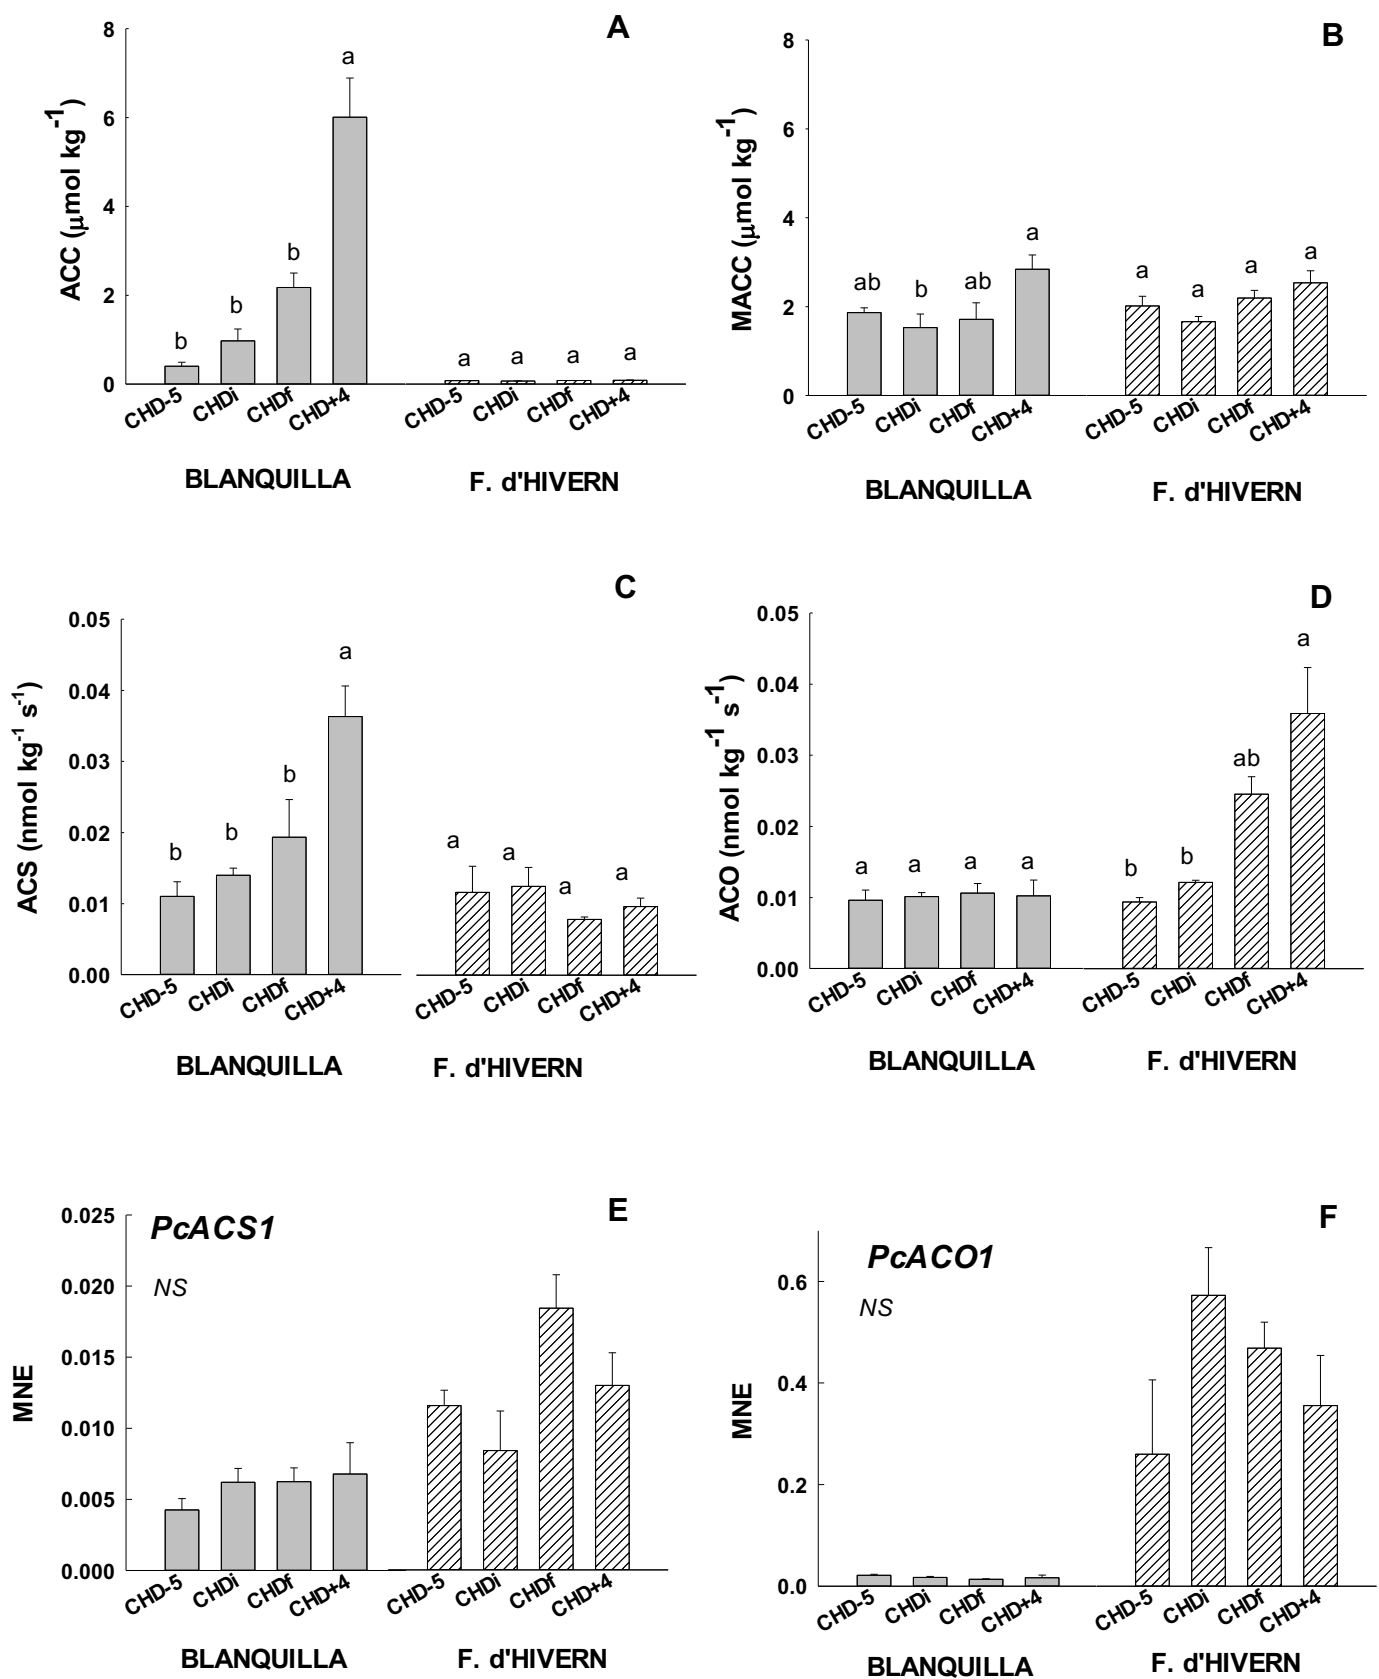 A
ACC (μmol kg-1)
8
6
4
2
0
b
b
b
a
a
a
a
a
CHD-5
CHDi
CHDf
CHD+4
CHD-5
CHDi
CHDf
CHD+4
BLANQUILLA
F. d'HIVERN
B
MACC (μmol kg-1)
8
6
4
2
0
ab
b
ab
a
a
a
a
a
CHD-5
CHDi
CHDf
CHD+4
CHD-5
CHDi
CHDf
CHD+4
BLANQUILLA
F. d'HIVERN
C
ACS (nmol kg-1 s-1)
0.05
0.04
0.03
0.02
0.01
0.00
b
b
b
a
a
a
a
a
CHD-5
CHDi
CHDf
CHD+4
CHD-5
CHDi
CHDf
CHD+4
BLANQUILLA
F. d'HIVERN
D
ACO (nmol kg-1 s-1)
0.05
0.04
0.03
0.02
0.01
0.00
a
a
a
a
b
b
ab
a
CHD-5
CHDi
CHDf
CHD+4
CHD-5
CHDi
CHDf
CHD+4
BLANQUILLA
F. d'HIVERN
E
PcACS1
NS
MNE
0.025
0.020
0.015
0.010
0.005
0.000
CHD-5
CHDi
CHDf
CHD+4
CHD-5
CHDi
CHDf
CHD+4
BLANQUILLA
F. d'HIVERN
F
PcACO1
NS
MNE
0.6
0.4
0.2
0.0
CHD-5
CHDi
CHDf
CHD+4
CHD-5
CHDi
CHDf
CHD+4
BLANQUILLA
F. d'HIVERN